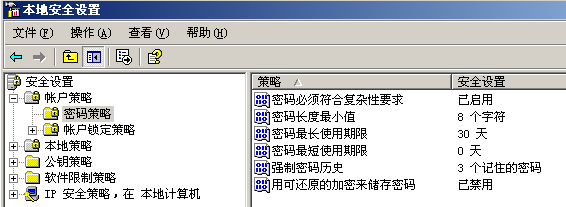 本地安全设置
文件(F) 操作(A) 查看(V) 帮助(H)
安全设置
帐户策略
密码策略
帐户锁定策略
本地策略
公钥策略
软件限制策略
IP 安全策略，在 本地计算机
策略 安全设置
密码必须符合复杂性要求 已启用
密码长度最小值 8 个字符
密码最长使用期限 30 天
密码最短使用期限 0 天
强制密码历史 3 个记住的密码
用可还原的加密来储存密码 已禁用